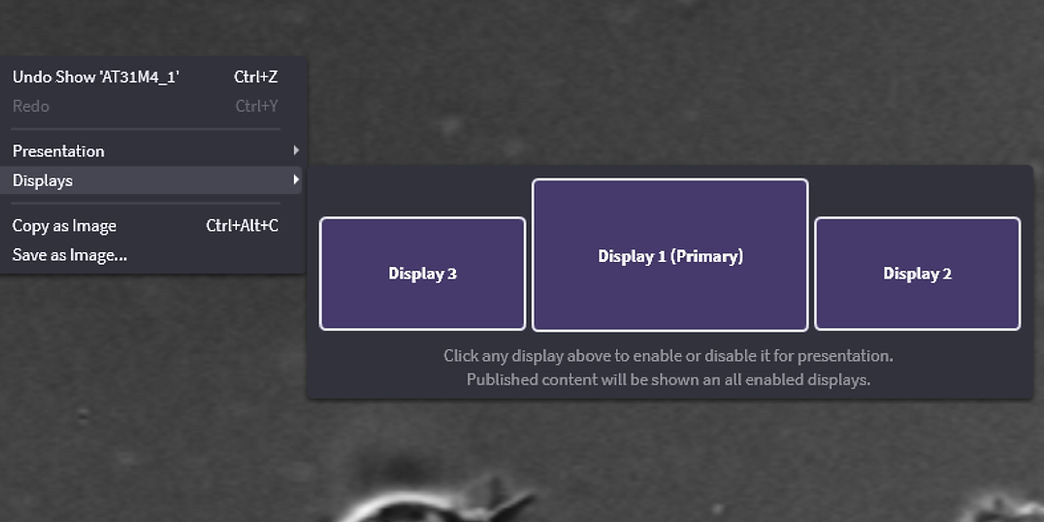 Undo Show 'AT31M4_1' Ctrl+Z
Redo Ctrl+Y
Presentation
Displays
Copy as Image Ctrl+Alt+C
Save as Image...
Display 3
Display 1 (Primary)
Display 2
Click any display above to enable or disable it for presentation.
Published content will be shown an all enabled displays.